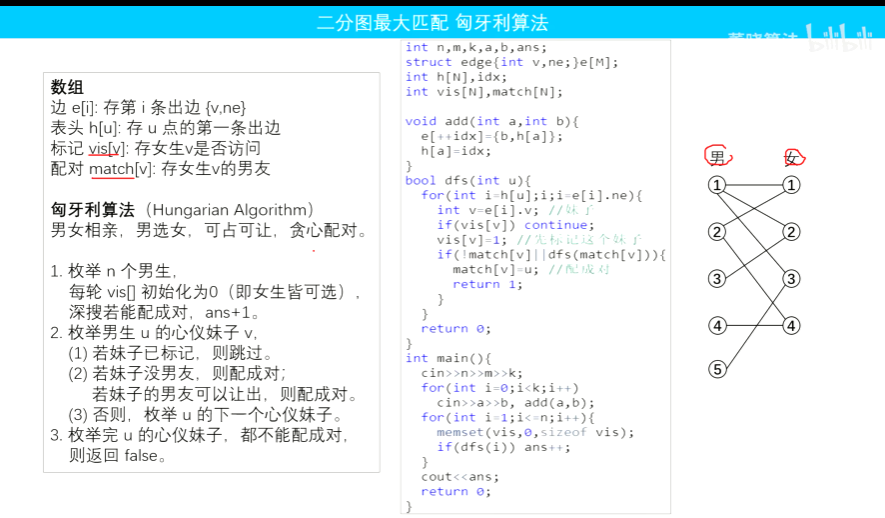 二分图最大匹配 匈牙利算法
董晓算法 bilibili
数组
边 e[i]: 存第 i 条出边 {v,ne}
表头 h[u]: 存 u 点的第一条出边
标记 vis[v]: 存女生v是否访问
配对 match[v]: 存女生v的男友
匈牙利算法（Hungarian Algorithm）
男女相亲，男选女，可占可让，贪心配对。
1. 枚举 n 个男生，
每轮 vis[] 初始化为0（即女生皆可选），
深搜若能配成对，ans+1。
2. 枚举男生 u 的心仪妹子 v，
(1) 若妹子已标记，则跳过。
(2) 若妹子没男友，则配成对；
若妹子的男友可以让出，则配成对。
(3) 否则，枚举 u 的下一个心仪妹子。
3. 枚举完 u 的心仪妹子，都不能配成对，
则返回 false。
int n,m,k,a,b,ans;
struct edge{int v,ne;}e[M];
int h[N],idx;
int vis[N],match[N];
void add(int a,int b){
e[++idx]={b,h[a]};
h[a]=idx;
}
bool dfs(int u){
for(int i=h[u];i;i=e[i].ne){
int v=e[i].v; //妹子
if(vis[v]) continue;
vis[v]=1; //先标记这个妹子
if(!match[v]||dfs(match[v])){
match[v]=u; //配成对
return 1;
}
}
return 0;
}
int main(){
cin>>n>>m>>k;
for(int i=0;i<k;i++)
cin>>a>>b, add(a,b);
for(int i=1;i<=n;i++){
memset(vis,0,sizeof vis);
if(dfs(i)) ans++;
}
cout<<ans;
return 0;
}
男 女
1 1
2 2
3 3
4 4
5